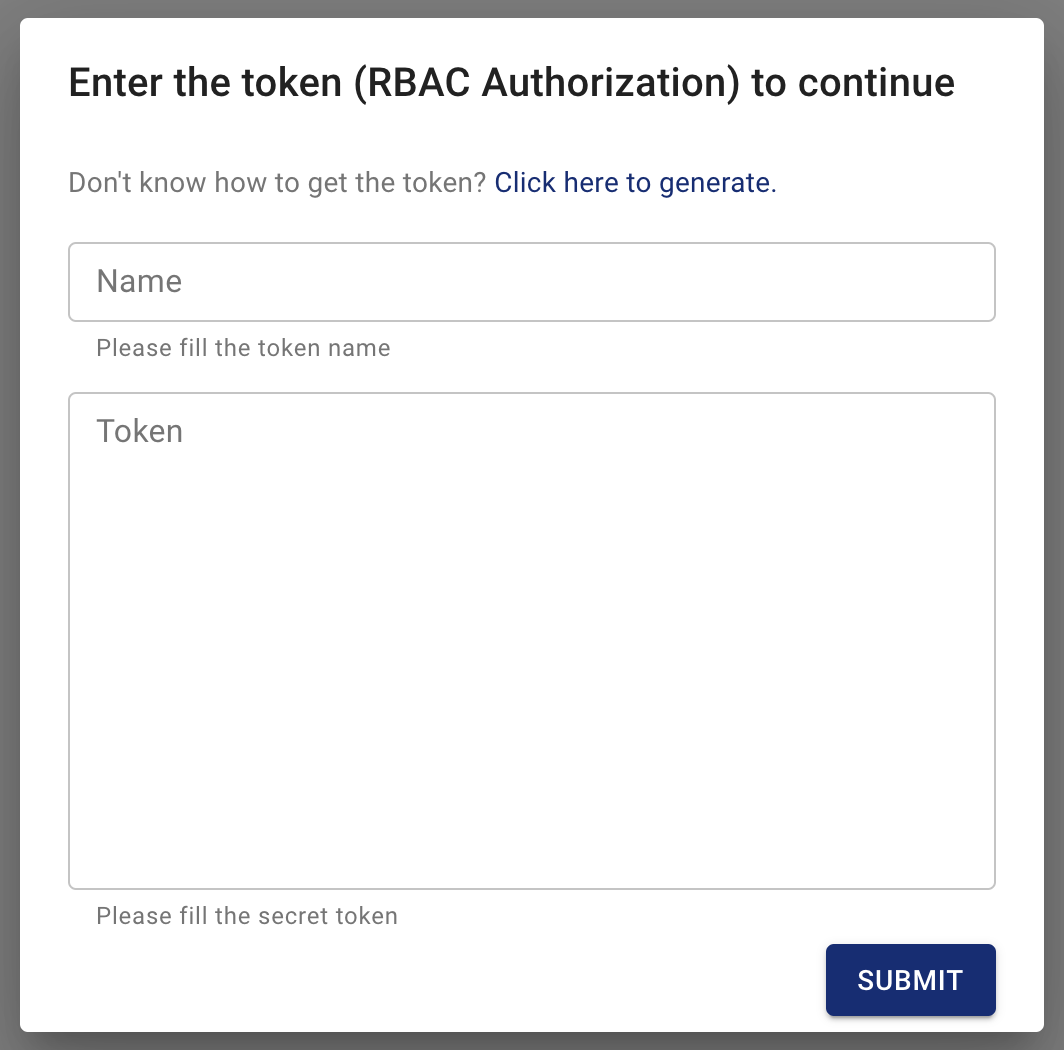 Enter the token (RBAC Authorization) to continue
Don't know how to get the token? Click here to generate.
Name
Please fill the token name
Token
Please fill the secret token
SUBMIT